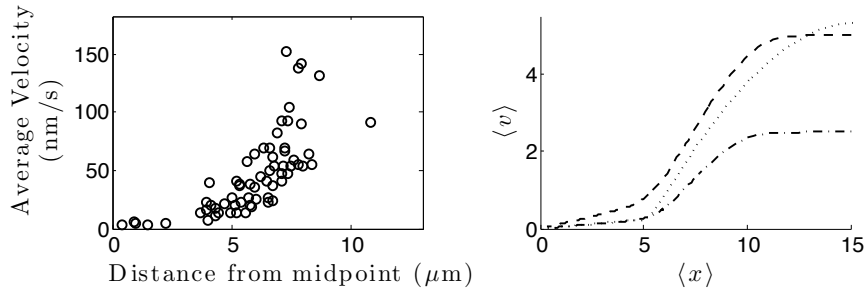 Average Velocity
(nm/s)
150
100
50
0
0 5 10
Distance from midpoint (μm)
⟨v⟩
4
2
0
0 5 10 15
⟨x⟩